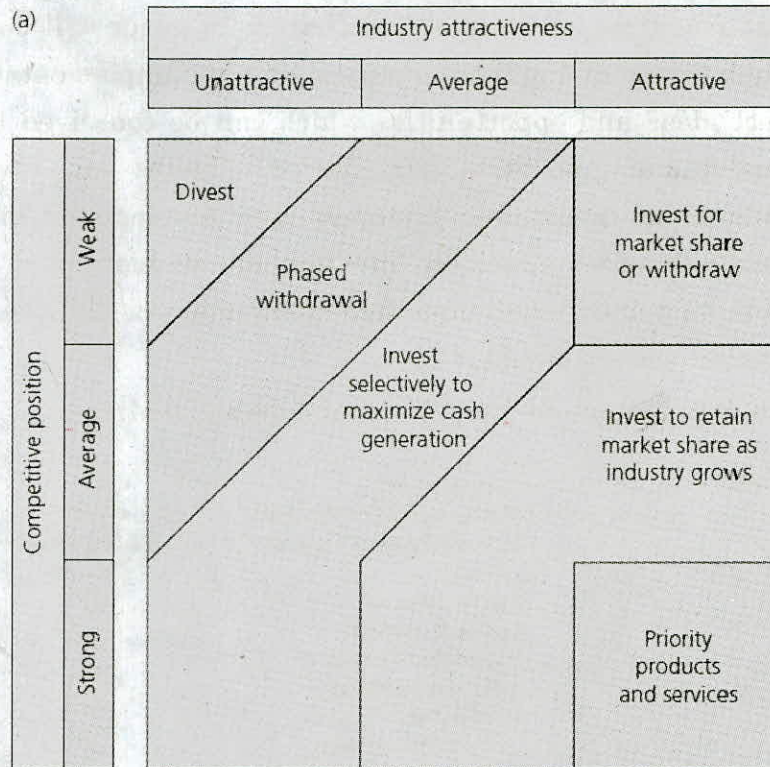 (a)
Industry attractiveness
Unattractive
Average
Attractive
Competitive position
Weak
Average
Strong
Divest
Phased
withdrawal
Invest
selectively to
maximize cash
generation
Invest for
market share
or withdraw
Invest to retain
market share as
industry grows
Priority
products
and services